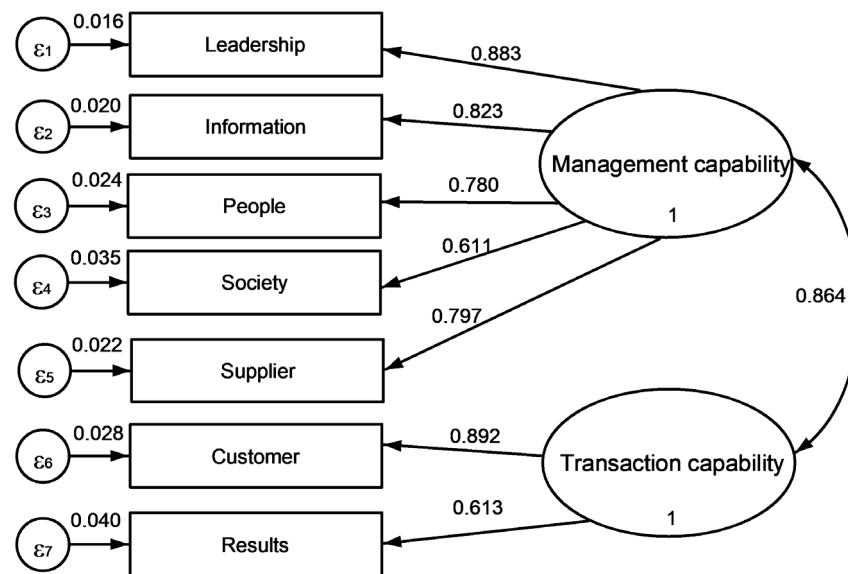 0.016
ε1
Leadership
0.883
0.020
ε2
Information
0.823
Management capability
1
0.024
ε3
People
0.780
0.035
ε4
Society
0.611
0.864
0.022
ε5
Supplier
0.797
0.028
ε6
Customer
0.892
Transaction capability
1
0.040
ε7
Results
0.613